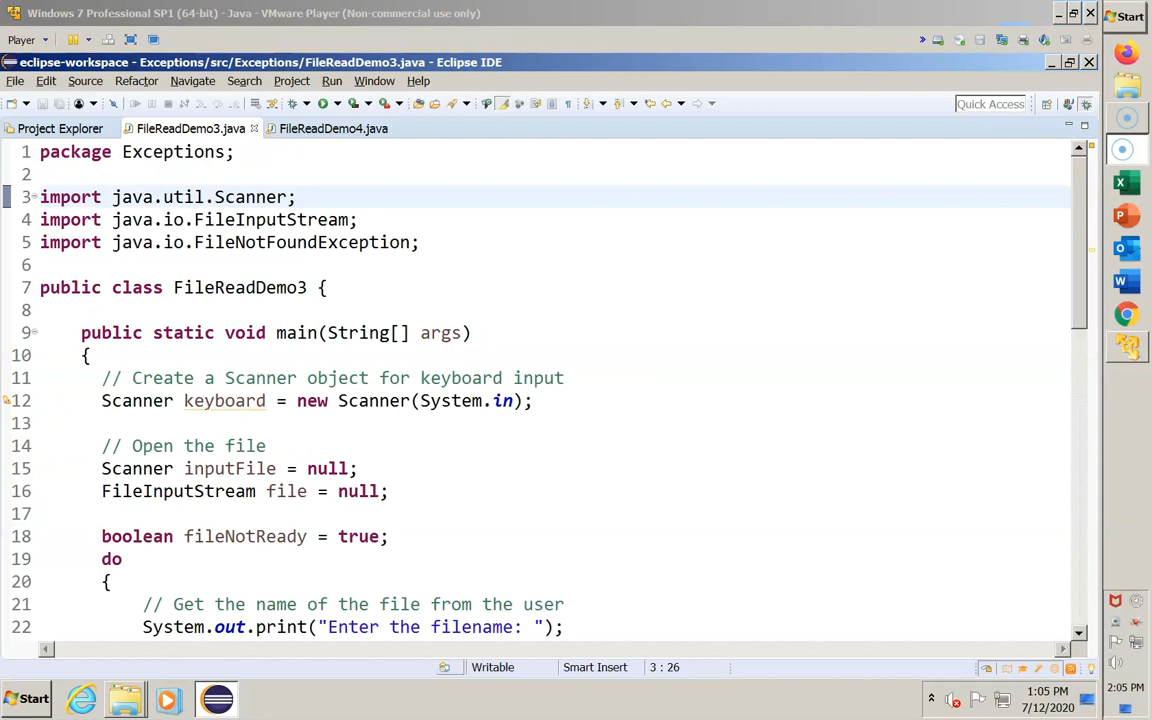 Windows 7 Professional SP1 (64-bit) - Java - VMware Player (Non-commercial use only)
Start
Player
eclipse-workspace - Exceptions/src/Exceptions/FileReadDemo3.java - Eclipse IDE
File Edit Source Refactor Navigate Search Project Run Window Help
Quick Access
Project Explorer FileReadDemo3.java FileReadDemo4.java
1 package Exceptions;
2
3 import java.util.Scanner;
4 import java.io.FileInputStream;
5 import java.io.FileNotFoundException;
6
7 public class FileReadDemo3 {
8
9 public static void main(String[] args)
10 {
11 // Create a Scanner object for keyboard input
12 Scanner keyboard = new Scanner(System.in);
13
14 // Open the file
15 Scanner inputFile = null;
16 FileInputStream file = null;
17
18 boolean fileNotReady = true;
19 do
20 {
21 // Get the name of the file from the user
22 System.out.print("Enter the filename: ");
Writable Smart Insert 3 : 26
Start
1:05 PM
7/12/2020
2:05 PM